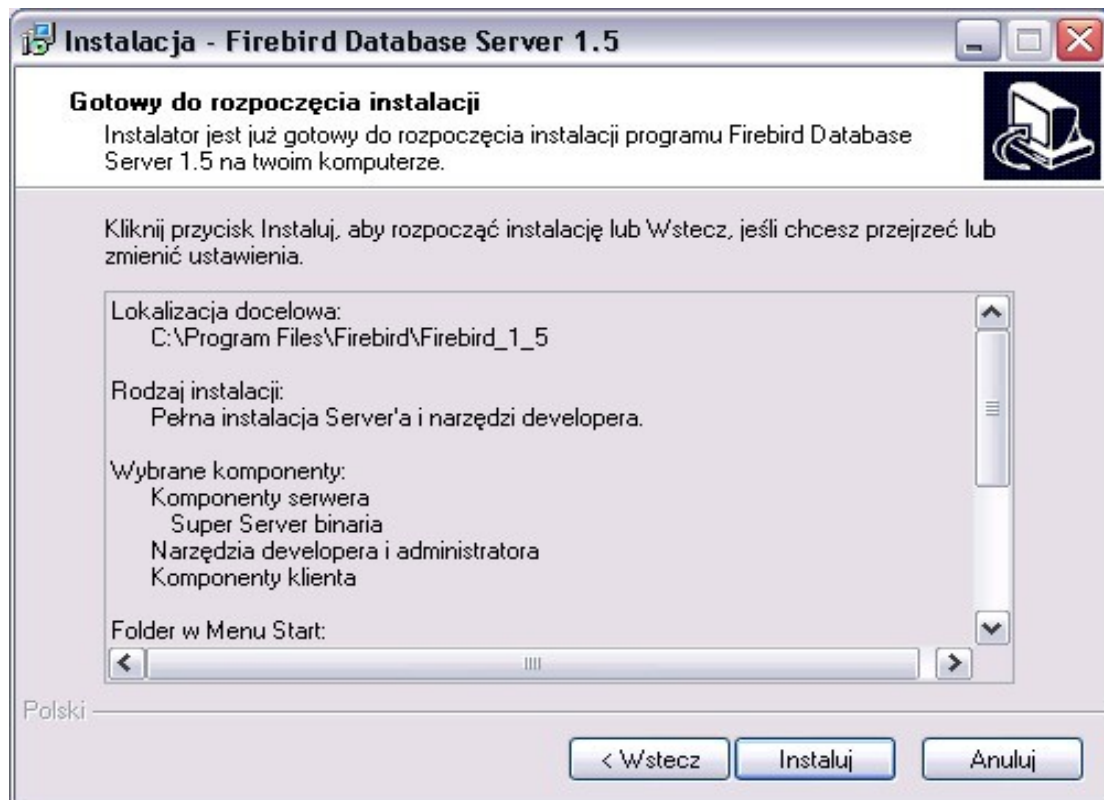 Instalacja - Firebird Database Server 1.5
Gotowy do rozpoczęcia instalacji
Instalator jest już gotowy do rozpoczęcia instalacji programu Firebird Database
Server 1.5 na twoim komputerze.
Kliknij przycisk Instaluj, aby rozpocząć instalację lub Wstecz, jeśli chcesz przejrzeć lub
zmienić ustawienia.
Lokalizacja docelowa:
C:\Program Files\Firebird\Firebird_1_5
Rodzaj instalacji:
Pełna instalacja Server'a i narzędzi developera.
Wybrane komponenty:
Komponenty serwera
Super Server binaria
Narzędzia developera i administratora
Komponenty klienta
Folder w Menu Start:
Polski
< Wstecz
Instaluj
Anuluj